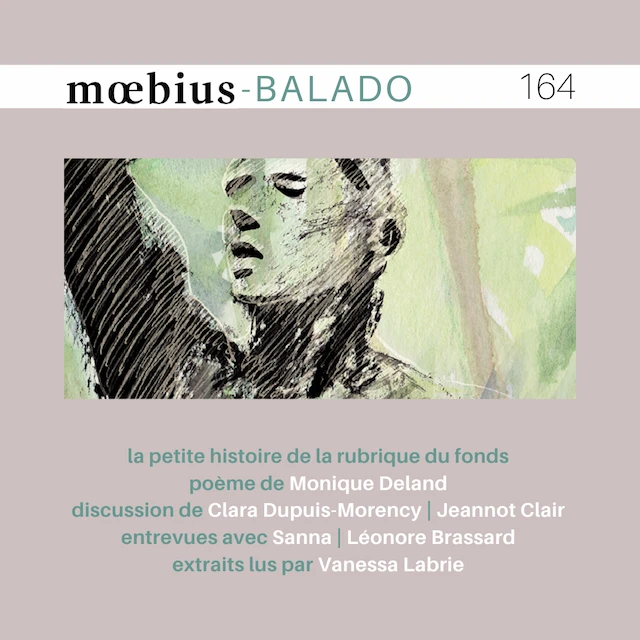 mœbius-BALADO 164
la petite histoire de la rubrique du fonds
poème de Monique Deland
discussion de Clara Dupuis-Morency | Jeannot Clair
entrevues avec Sanna | Léonore Brassard
extraits lus par Vanessa Labrie